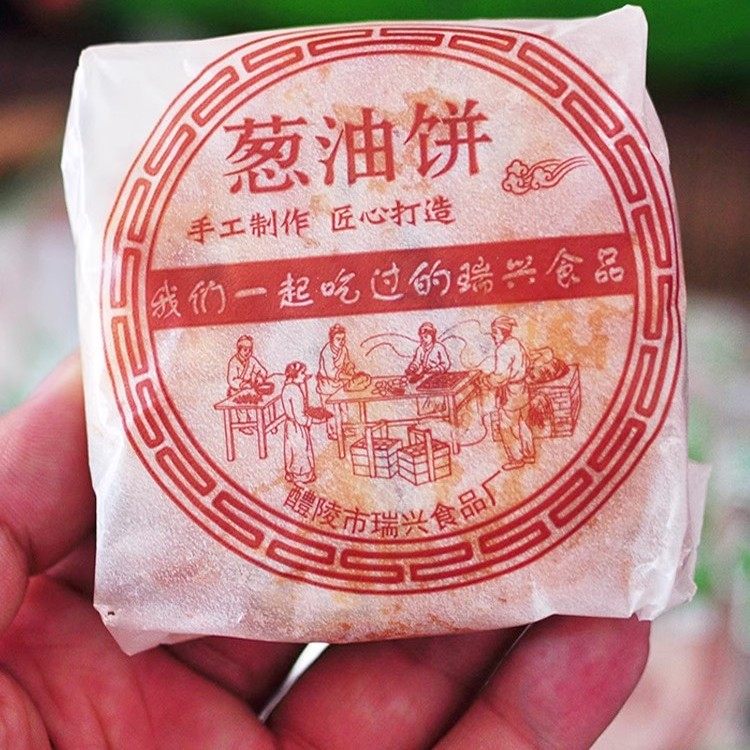 葱油饼
手工制作 匠心打造
我们一起吃过的瑞兴食品
醴陵市瑞兴食品厂